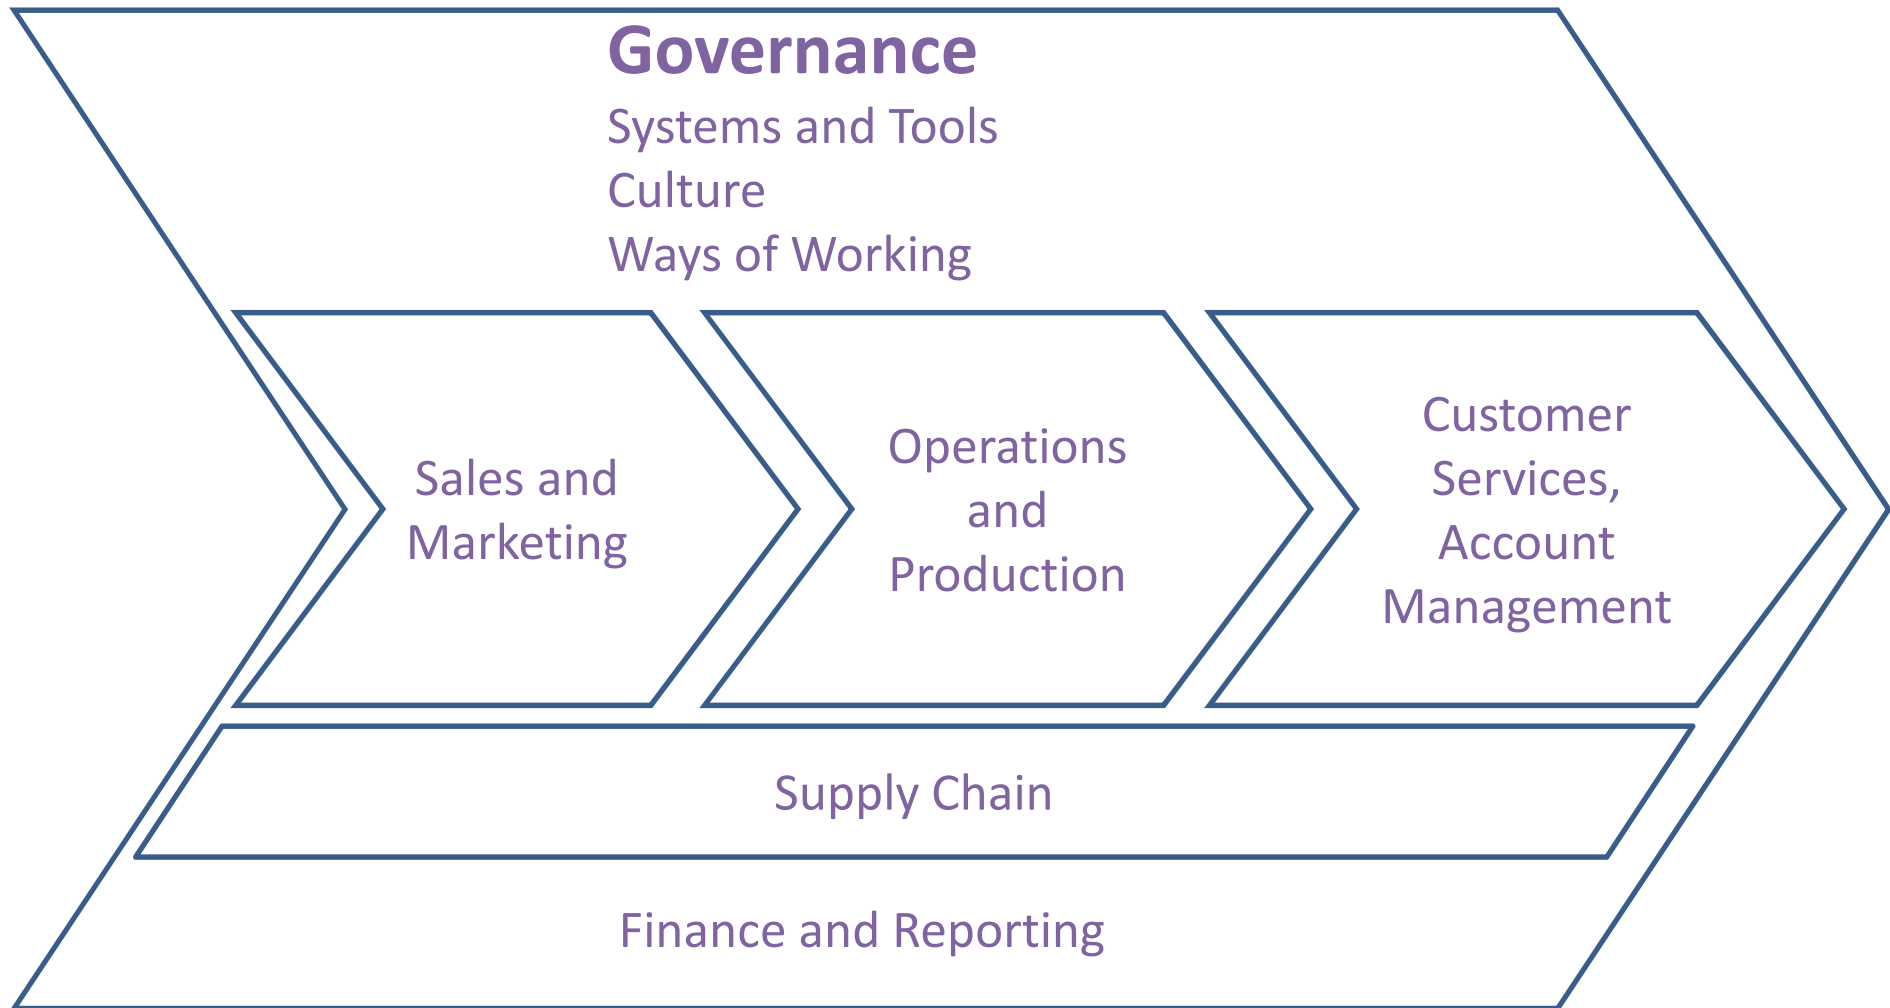 Governance
Systems and Tools
Culture
Ways of Working
Sales and
Marketing
Operations
and
Production
Customer
Services,
Account
Management
Supply Chain
Finance and Reporting